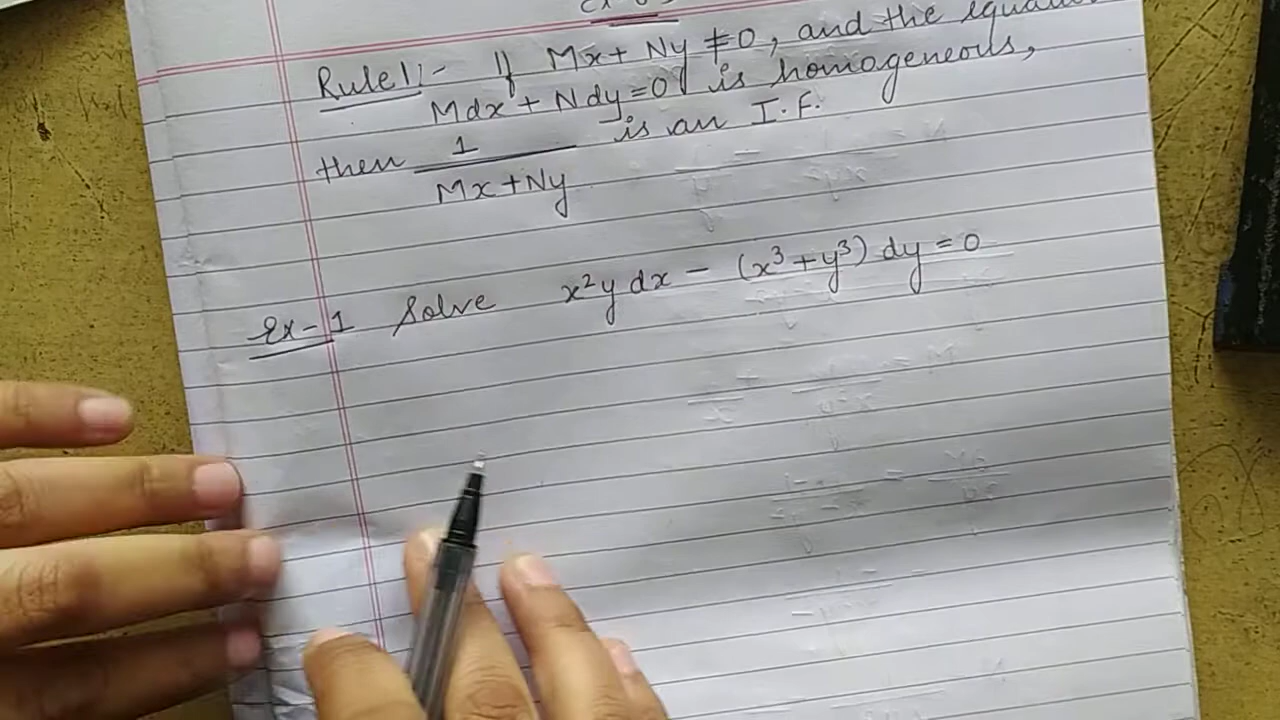 Rule 1:- If Mx + Ny ≠ 0, and the
Mdx + Ndy = 0 is homogeneous,
then 1/(Mx + Ny) is an I.F.
Ex-1 Solve x²y dx - (x³ + y³) dy = 0